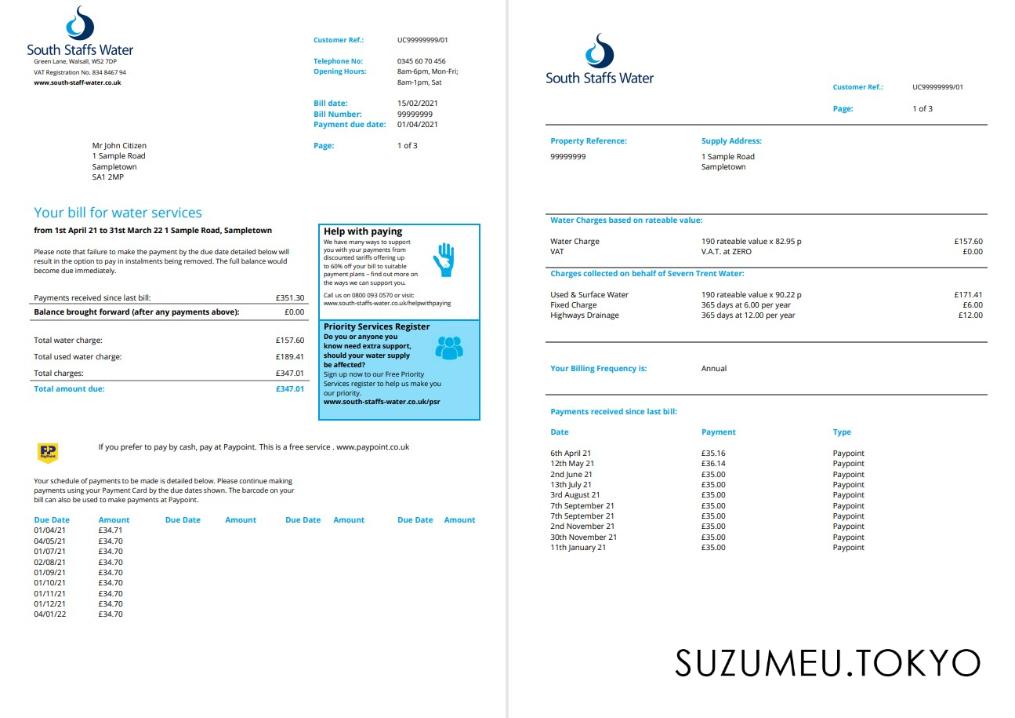 South Staffs Water
Green Lane, Walsall, WS2 7DP
VAT Registration No. 834 8467 94
www.south-staff-water.co.uk
Customer Ref.: UC99999999/01
Telephone No: 0345 60 70 456
Opening Hours: 8am-6pm, Mon-Fri;
8am-1pm, Sat
Bill date: 15/02/2021
Bill Number: 99999999
Payment due date: 01/04/2021
Page: 1 of 3
Mr John Citizen
1 Sample Road
Sampletown
SA1 2MP
Your bill for water services
from 1st April 21 to 31st March 22 1 Sample Road, Sampletown
Please note that failure to make the payment by the due date detailed below will
result in the option to pay in instalments being removed. The full balance would
become due immediately.
Payments received since last bill: £351.30
Balance brought forward (after any payments above): £0.00
Total water charge: £157.60
Total used water charge: £189.41
Total charges: £347.01
Total amount due: £347.01
Help with paying
We have many ways to support
you with your payments from
discounted tariffs offering up
to 60% off your bill to suitable
payment plans – find out more on
the ways we can support you.
Call us on 0800 093 0570 or visit:
www.south-staffs-water.co.uk/helpwithpaying
Priority Services Register
Do you or anyone you
know need extra support,
should your water supply
be affected?
Sign up now to our Free Priority
Services register to help us make you
our priority.
www.south-staffs-water.co.uk/psr
PayPoint
If you prefer to pay by cash, pay at Paypoint. This is a free service , www.paypoint.co.uk
Your schedule of payments to be made is detailed below. Please continue making
payments using your Payment Card by the due dates shown. The barcode on your
bill can also be used to make payments at Paypoint.
Due Date Amount Due Date Amount Due Date Amount Due Date Amount
01/04/21 £34.71
04/05/21 £34.70
01/07/21 £34.70
02/08/21 £34.70
01/09/21 £34.70
01/10/21 £34.70
01/11/21 £34.70
01/12/21 £34.70
04/01/22 £34.70
South Staffs Water
Customer Ref.: UC99999999/01
Page: 1 of 3
Property Reference: Supply Address:
99999999 1 Sample Road
Sampletown
Water Charges based on rateable value:
Water Charge 190 rateable value x 82.95 p £157.60
VAT V.A.T. at ZERO £0.00
Charges collected on behalf of Severn Trent Water:
Used & Surface Water 190 rateable value x 90.22 p £171.41
Fixed Charge 365 days at 6.00 per year £6.00
Highways Drainage 365 days at 12.00 per year £12.00
Your Billing Frequency is: Annual
Payments received since last bill:
Date Payment Type
6th April 21 £35.16 Paypoint
12th May 21 £36.14 Paypoint
2nd June 21 £35.00 Paypoint
13th July 21 £35.00 Paypoint
3rd August 21 £35.00 Paypoint
7th September 21 £35.00 Paypoint
7th September 21 £35.00 Paypoint
2nd November 21 £35.00 Paypoint
30th November 21 £35.00 Paypoint
11th January 21 £35.00 Paypoint
SUZUMEU.TOKYO